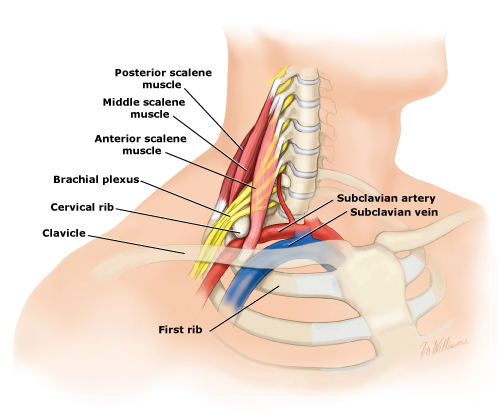 Posterior scalene
muscle
Middle scalene
muscle
Anterior scalene
muscle
Brachial plexus
Cervical rib
Clavicle
Subclavian artery
Subclavian vein
First rib